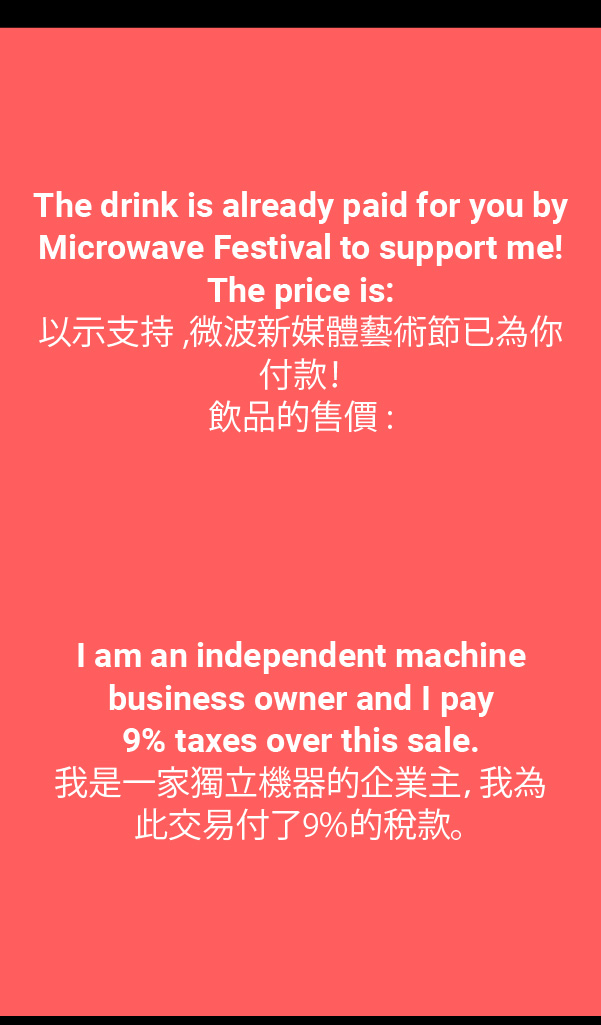 The drink is already paid for you by
Microwave Festival to support me!
The price is:
以示支持 ,微波新媒體藝術節已為你
付款!
飲品的售價 :
I am an independent machine
business owner and I pay
9% taxes over this sale.
我是一家獨立機器的企業主, 我為
此交易付了9%的稅款。